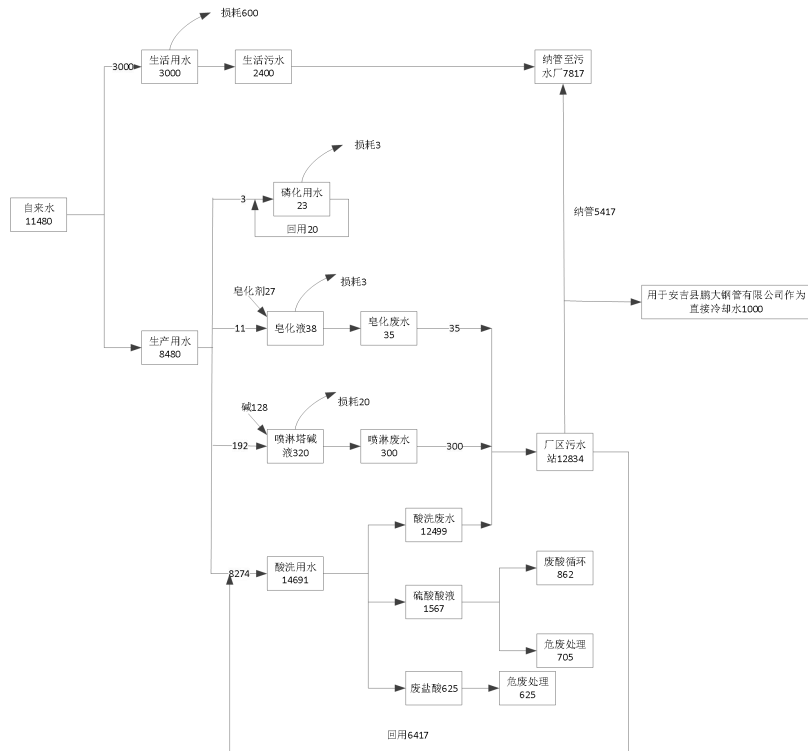 损耗600
3000
生活用水
3000
生活污水
2400
纳管至污
水厂7817
损耗3
自来水
11480
3
磷化用水
23
回用20
纳管5417
皂化剂27
损耗3
用于安吉县鹏大钢管有限公司作为
直接冷却水1000
生产用水
8480
11
皂化液38
皂化废水
35
35
碱128
损耗20
192
喷淋塔碱
液320
喷淋废水
300
300
厂区污水
站12834
酸洗废水
12499
8274
酸洗用水
14691
废酸循环
862
硫酸酸液
1567
危废处理
705
废盐酸625
危废处理
625
回用6417